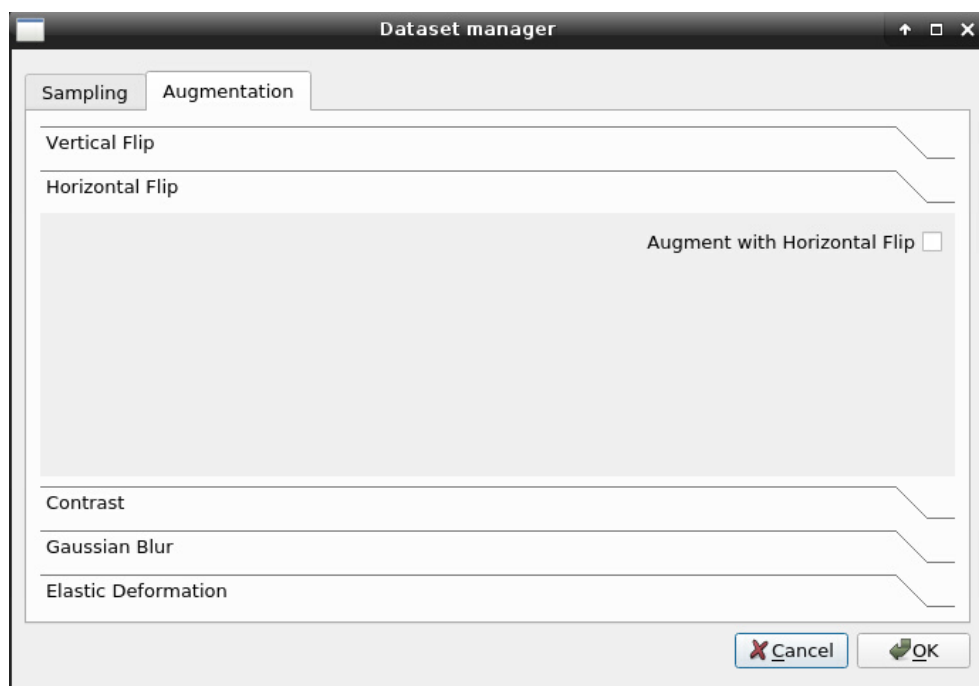 Dataset manager
Sampling
Augmentation
Vertical Flip
Horizontal Flip
Augment with Horizontal Flip
Contrast
Gaussian Blur
Elastic Deformation
Cancel
OK